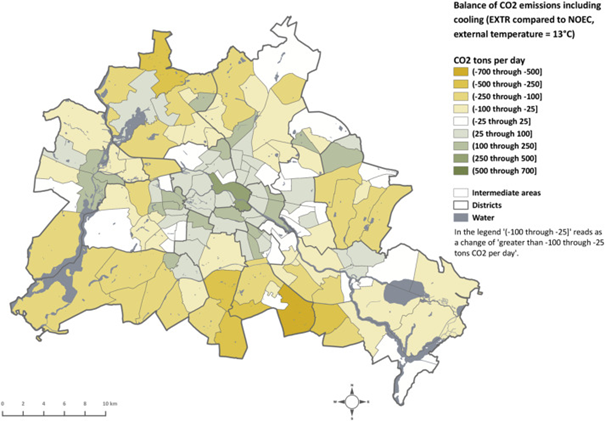 Balance of CO2 emissions including
cooling (EXTR compared to NOEC,
external temperature = 13°C)
CO2 tons per day
(-700 through -500]
(-500 through -250]
(-250 through -100]
(-100 through -25]
(-25 through 25]
(25 through 100]
(100 through 250]
(250 through 500]
(500 through 700]
Intermediate areas
Districts
Water
In the legend '(-100 through -25]' reads as
a change of 'greater than -100 through -25
tons CO2 per day'.
0 2 4 6 8 10 km
N
W E
S